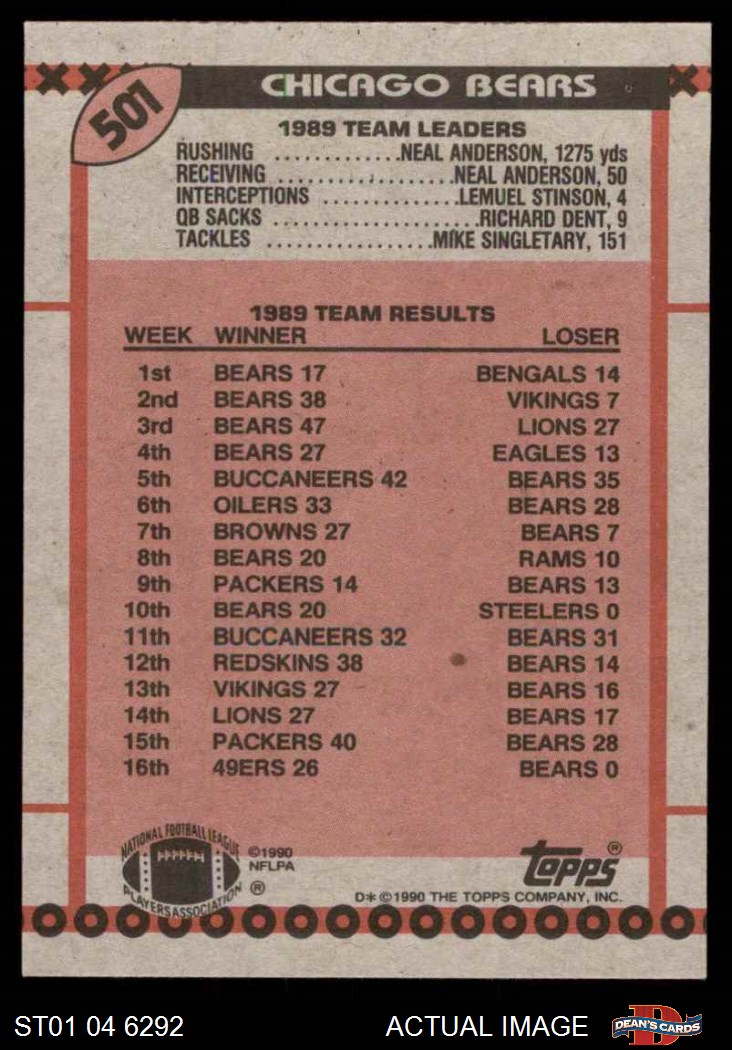 501
CHICAGO BEARS
1989 TEAM LEADERS
RUSHING .............NEAL ANDERSON, 1275 yds
RECEIVING ...................NEAL ANDERSON, 50
INTERCEPTIONS ..............LEMUEL STINSON, 4
QB SACKS ......................RICHARD DENT, 9
TACKLES .................MIKE SINGLETARY, 151
1989 TEAM RESULTS
WEEK WINNER LOSER
1st BEARS 17 BENGALS 14
2nd BEARS 38 VIKINGS 7
3rd BEARS 47 LIONS 27
4th BEARS 27 EAGLES 13
5th BUCCANEERS 42 BEARS 35
6th OILERS 33 BEARS 28
7th BROWNS 27 BEARS 7
8th BEARS 20 RAMS 10
9th PACKERS 14 BEARS 13
10th BEARS 20 STEELERS 0
11th BUCCANEERS 32 BEARS 31
12th REDSKINS 38 BEARS 14
13th VIKINGS 27 BEARS 16
14th LIONS 27 BEARS 17
15th PACKERS 40 BEARS 28
16th 49ERS 26 BEARS 0
NATIONAL FOOTBALL LEAGUE
PLAYERS ASSOCIATION ®
©1990
NFLPA
topps®
D*©1990 THE TOPPS COMPANY, INC.
ST01 04 6292 ACTUAL IMAGE
D
DEAN'S CARDS